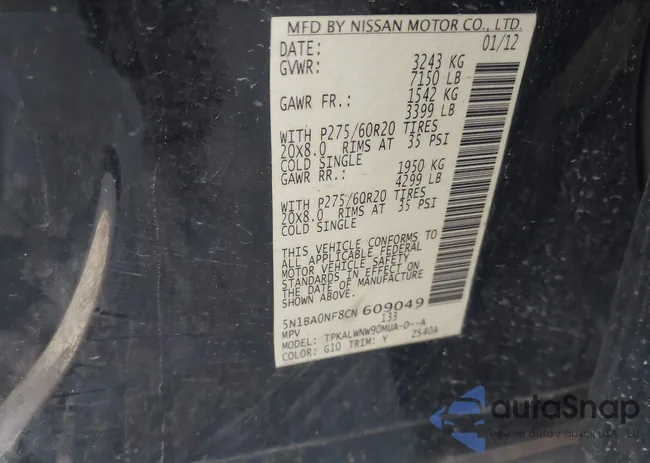 MFD BY NISSAN MOTOR CO., LTD.
DATE: 01/12
GVWR: 3243 KG
7150 LB
GAWR FR.: 1542 KG
3399 LB
WITH P275/60R20 TIRES
20X8.0 RIMS AT 35 PSI
COLD SINGLE
GAWR RR.: 1950 KG
4299 LB
WITH P275/60R20 TIRES
20X8.0 RIMS AT 35 PSI
COLD SINGLE
THIS VEHICLE CONFORMS TO
ALL APPLICABLE FEDERAL
MOTOR VEHICLE SAFETY
STANDARDS IN EFFECT ON
THE DATE OF MANUFACTURE
SHOWN ABOVE.
5N1BA0NF8CN 609049
MPV 133
MODEL: TPKALWNW90MUA-D--A
COLOR: G10 TRIM: Y ZS40A
autaSnap